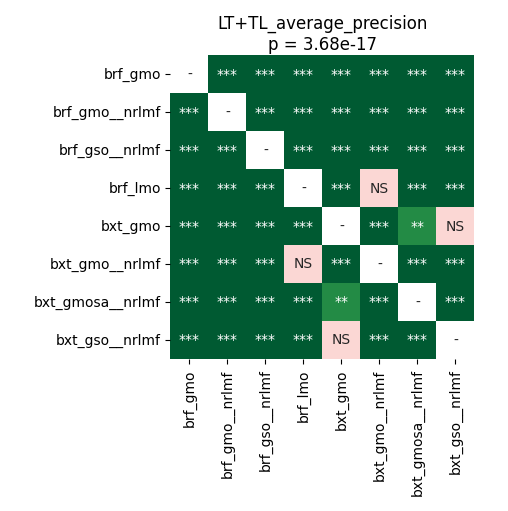 LT+TL_average_precision
p = 3.68e-17
brf_gmo - *** *** *** *** *** *** ***
brf_gmo__nrlmf *** - *** *** *** *** *** ***
brf_gso__nrlmf *** *** - *** *** *** *** ***
brf_lmo *** *** *** - *** NS *** ***
bxt_gmo *** *** *** *** - *** ** NS
bxt_gmo__nrlmf *** *** *** NS *** - *** ***
bxt_gmosa__nrlmf *** *** *** *** ** *** - ***
bxt_gso__nrlmf *** *** *** *** NS *** *** -
brf_gmo
brf_gmo__nrlmf
brf_gso__nrlmf
brf_lmo
bxt_gmo
bxt_gmo__nrlmf
bxt_gmosa__nrlmf
bxt_gso__nrlmf